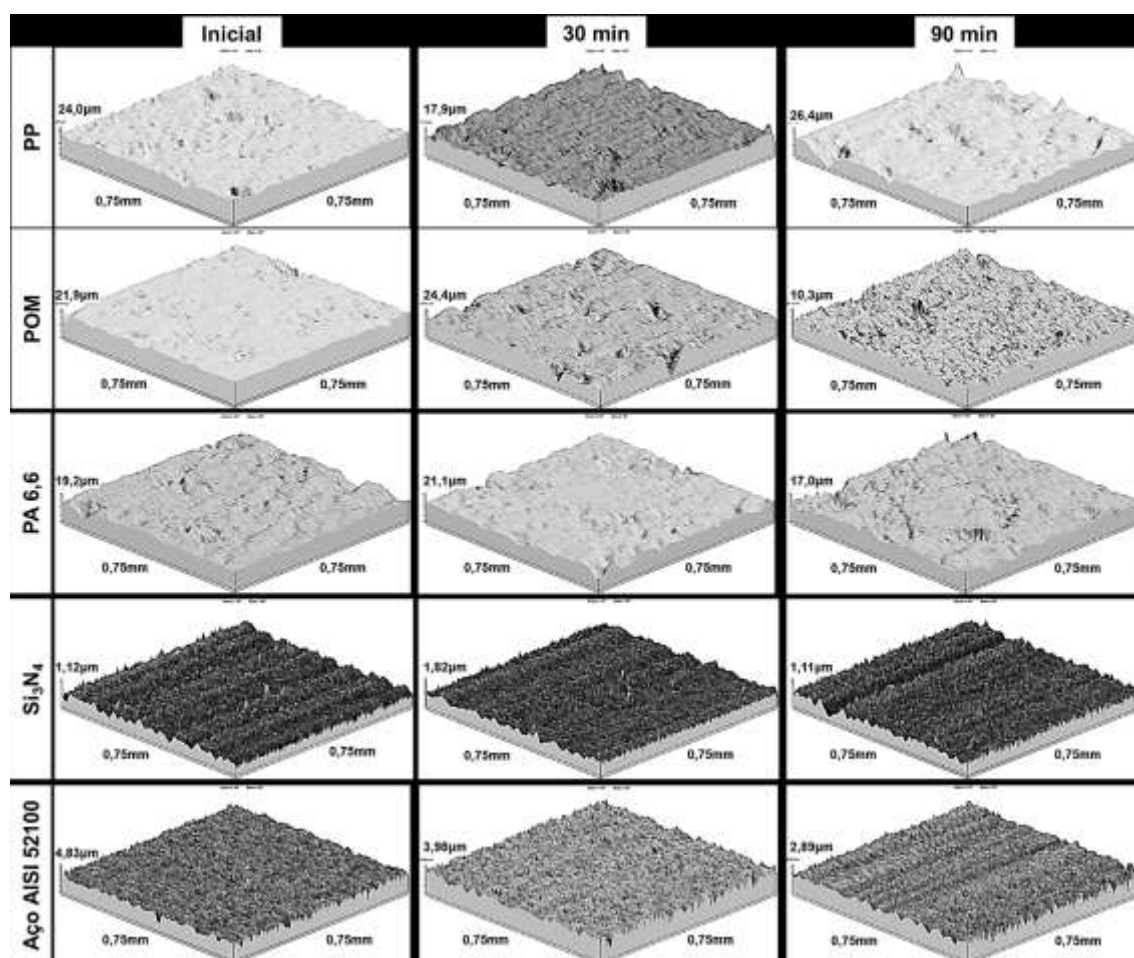 Inicial 30 min 90 min
PP
24,0µm 17,9µm 26,4µm
0,75mm 0,75mm 0,75mm 0,75mm 0,75mm 0,75mm
POM
21,9µm 24,4µm 10,3µm
0,75mm 0,75mm 0,75mm 0,75mm 0,75mm 0,75mm
PA 6,6
19,2µm 21,1µm 17,0µm
0,75mm 0,75mm 0,75mm 0,75mm 0,75mm 0,75mm
Si₃N₄
1,12µm 1,82µm 1,11µm
0,75mm 0,75mm 0,75mm 0,75mm 0,75mm 0,75mm
Aço AISI 52100
4,83µm 3,98µm 2,89µm
0,75mm 0,75mm 0,75mm 0,75mm 0,75mm 0,75mm